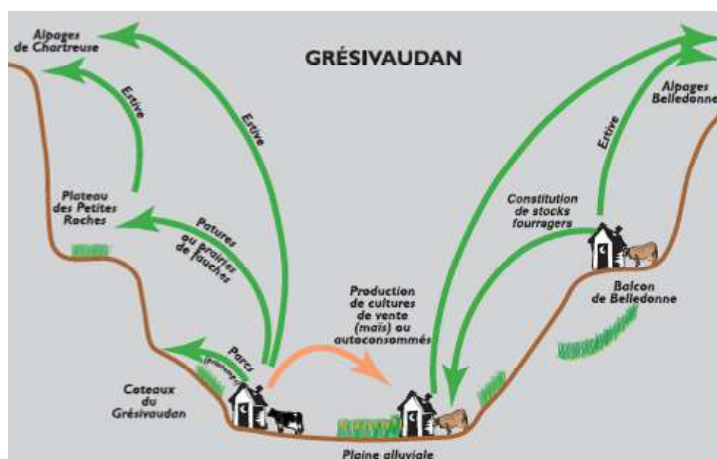 Alpages
de Chartreuse
GRÉSIVAUDAN
Alpages
Belledonne
Estive
Estive
Estive
Plateau
des Petites
Roches
Patures
ou prairies
de fauches
Constitution
de stocks
fourragers
Production
de cultures
de vente
(maïs) ou
autoconsommés
Balcon
de Belledonne
Parcs
(printemps)
Coteaux
du
Grésivaudan
Plaine alluviale